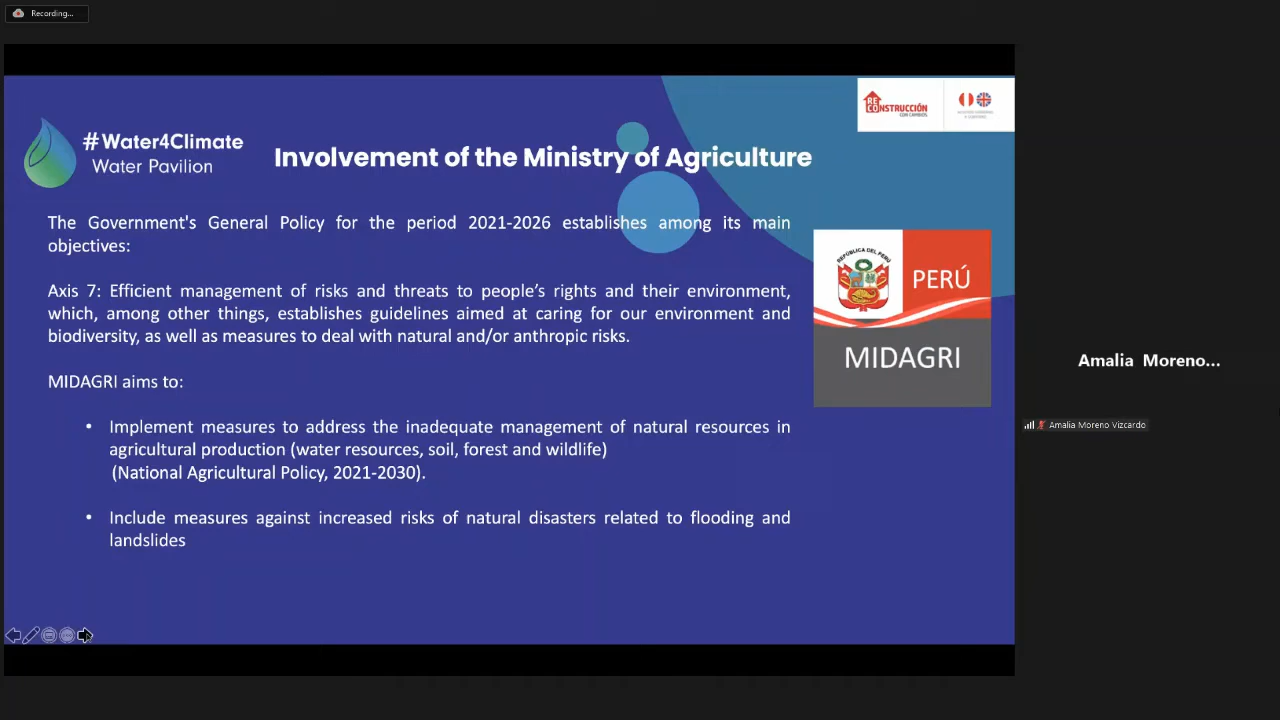 Recording...
RE
CONSTRUCCIÓN
CON CAMBIOS
#Water4Climate
Water Pavilion
Involvement of the Ministry of Agriculture
The Government's General Policy for the period 2021-2026 establishes among its main
objectives:
Axis 7: Efficient management of risks and threats to people’s rights and their environment,
which, among other things, establishes guidelines aimed at caring for our environment and
biodiversity, as well as measures to deal with natural and/or anthropic risks.
MIDAGRI aims to:
• Implement measures to address the inadequate management of natural resources in
agricultural production (water resources, soil, forest and wildlife)
(National Agricultural Policy, 2021-2030).
• Include measures against increased risks of natural disasters related to flooding and
landslides
REPÚBLICA DEL PERÚ
PERÚ
MIDAGRI
Amalia Moreno...
Amalia Moreno Vizcardo